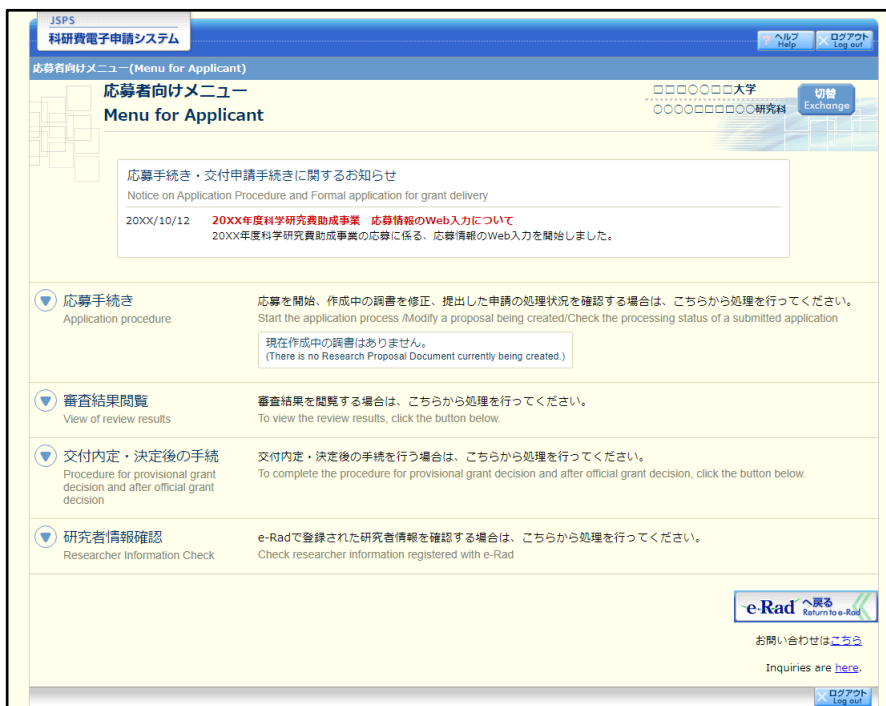 JSPS
科研費電子申請システム
ヘルプ
Help
ログアウト
Log out
応募者向けメニュー(Menu for Applicant)
応募者向けメニュー
Menu for Applicant
□□□○□□□大学
○○○○□□□□○○研究科
切替
Exchange
応募手続き・交付申請手続きに関するお知らせ
Notice on Application Procedure and Formal application for grant delivery
20XX/10/12 20XX年度科学研究費助成事業 応募情報のWeb入力について
20XX年度科学研究費助成事業の応募に係る、応募情報のWeb入力を開始しました。
応募手続き
Application procedure
応募を開始、作成中の調書を修正、提出した申請の処理状況を確認する場合は、こちらから処理を行ってください。
Start the application process /Modify a proposal being created/Check the processing status of a submitted application
現在作成中の調書はありません。
(There is no Research Proposal Document currently being created.)
審査結果閲覧
View of review results
審査結果を閲覧する場合は、こちらから処理を行ってください。
To view the review results, click the button below.
交付内定・決定後の手続
Procedure for provisional grant
decision and after official grant
decision
交付内定・決定後の手続を行う場合は、こちらから処理を行ってください。
To complete the procedure for provisional grant decision and after official grant decision, click the button below.
研究者情報確認
Researcher Information Check
e-Radで登録された研究者情報を確認する場合は、こちらから処理を行ってください。
Check researcher information registered with e-Rad
e-Rad へ戻る
Return to e-Rad
お問い合わせはこちら
Inquiries are here.
ログアウト
Log out